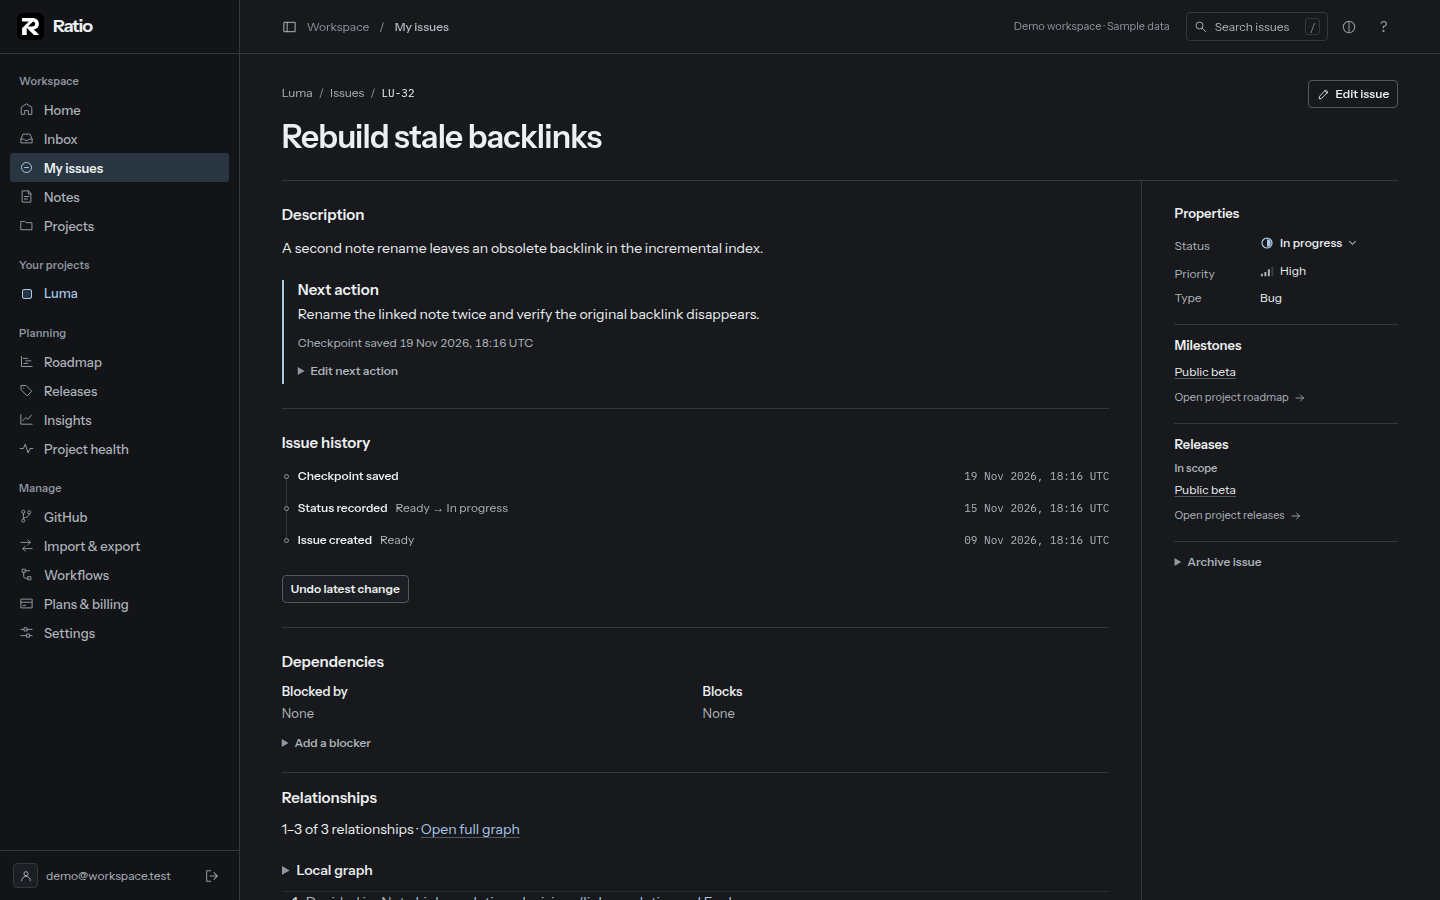 Ratio
Workspace / My issues
Demo workspace · Sample data
Search issues /
?
Workspace
Home
Inbox
My issues
Notes
Projects
Your projects
Luma
Planning
Roadmap
Releases
Insights
Project health
Manage
GitHub
Import & export
Workflows
Plans & billing
Settings
demo@workspace.test
Luma / Issues / LU-32
Edit issue
Rebuild stale backlinks
Description
A second note rename leaves an obsolete backlink in the incremental index.
Next action
Rename the linked note twice and verify the original backlink disappears.
Checkpoint saved 19 Nov 2026, 18:16 UTC
Edit next action
Issue history
Checkpoint saved 19 Nov 2026, 18:16 UTC
Status recorded Ready → In progress 15 Nov 2026, 18:16 UTC
Issue created Ready 09 Nov 2026, 18:16 UTC
Undo latest change
Dependencies
Blocked by
None
Blocks
None
Add a blocker
Relationships
1–3 of 3 relationships · Open full graph
Local graph
Properties
Status In progress
Priority High
Type Bug
Milestones
Public beta
Open project roadmap →
Releases
In scope
Public beta
Open project releases →
Archive issue